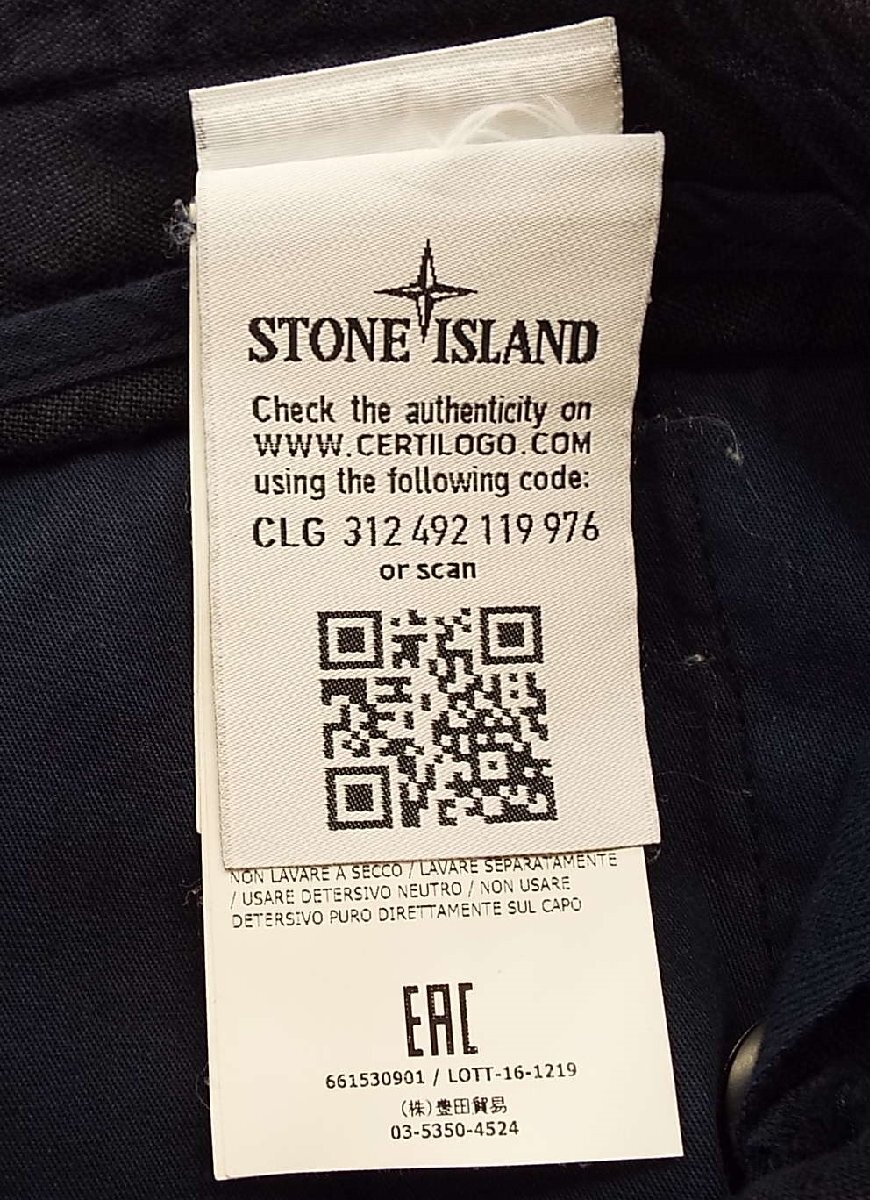 STONE ISLAND
Check the authenticity on
WWW.CERTILOGO.COM
using the following code:
CLG 312 492 119 976
or scan
NON LAVARE A SECCO / LAVARE SEPARATAMENTE
/ USARE DETERSIVO NEUTRO / NON USARE
DETERSIVO PURO DIRETTAMENTE SUL CAPO
EAC
661530901 / LOTT-16-1219
(株)豊田貿易
03-5350-4524